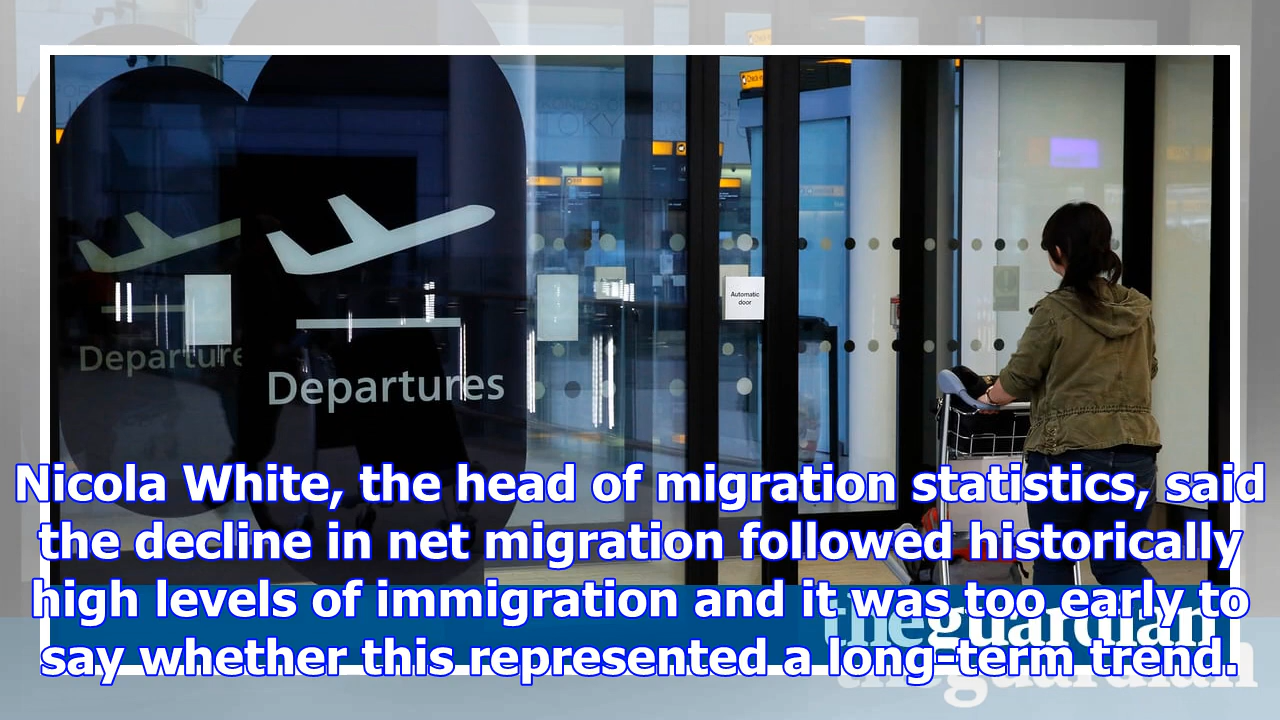 Departure
Departures
Automatic
door
Nicola White, the head of migration statistics, said
the decline in net migration followed historically
high levels of immigration and it was too early to
say whether this represented a long-term trend.
theguardian
theguardian